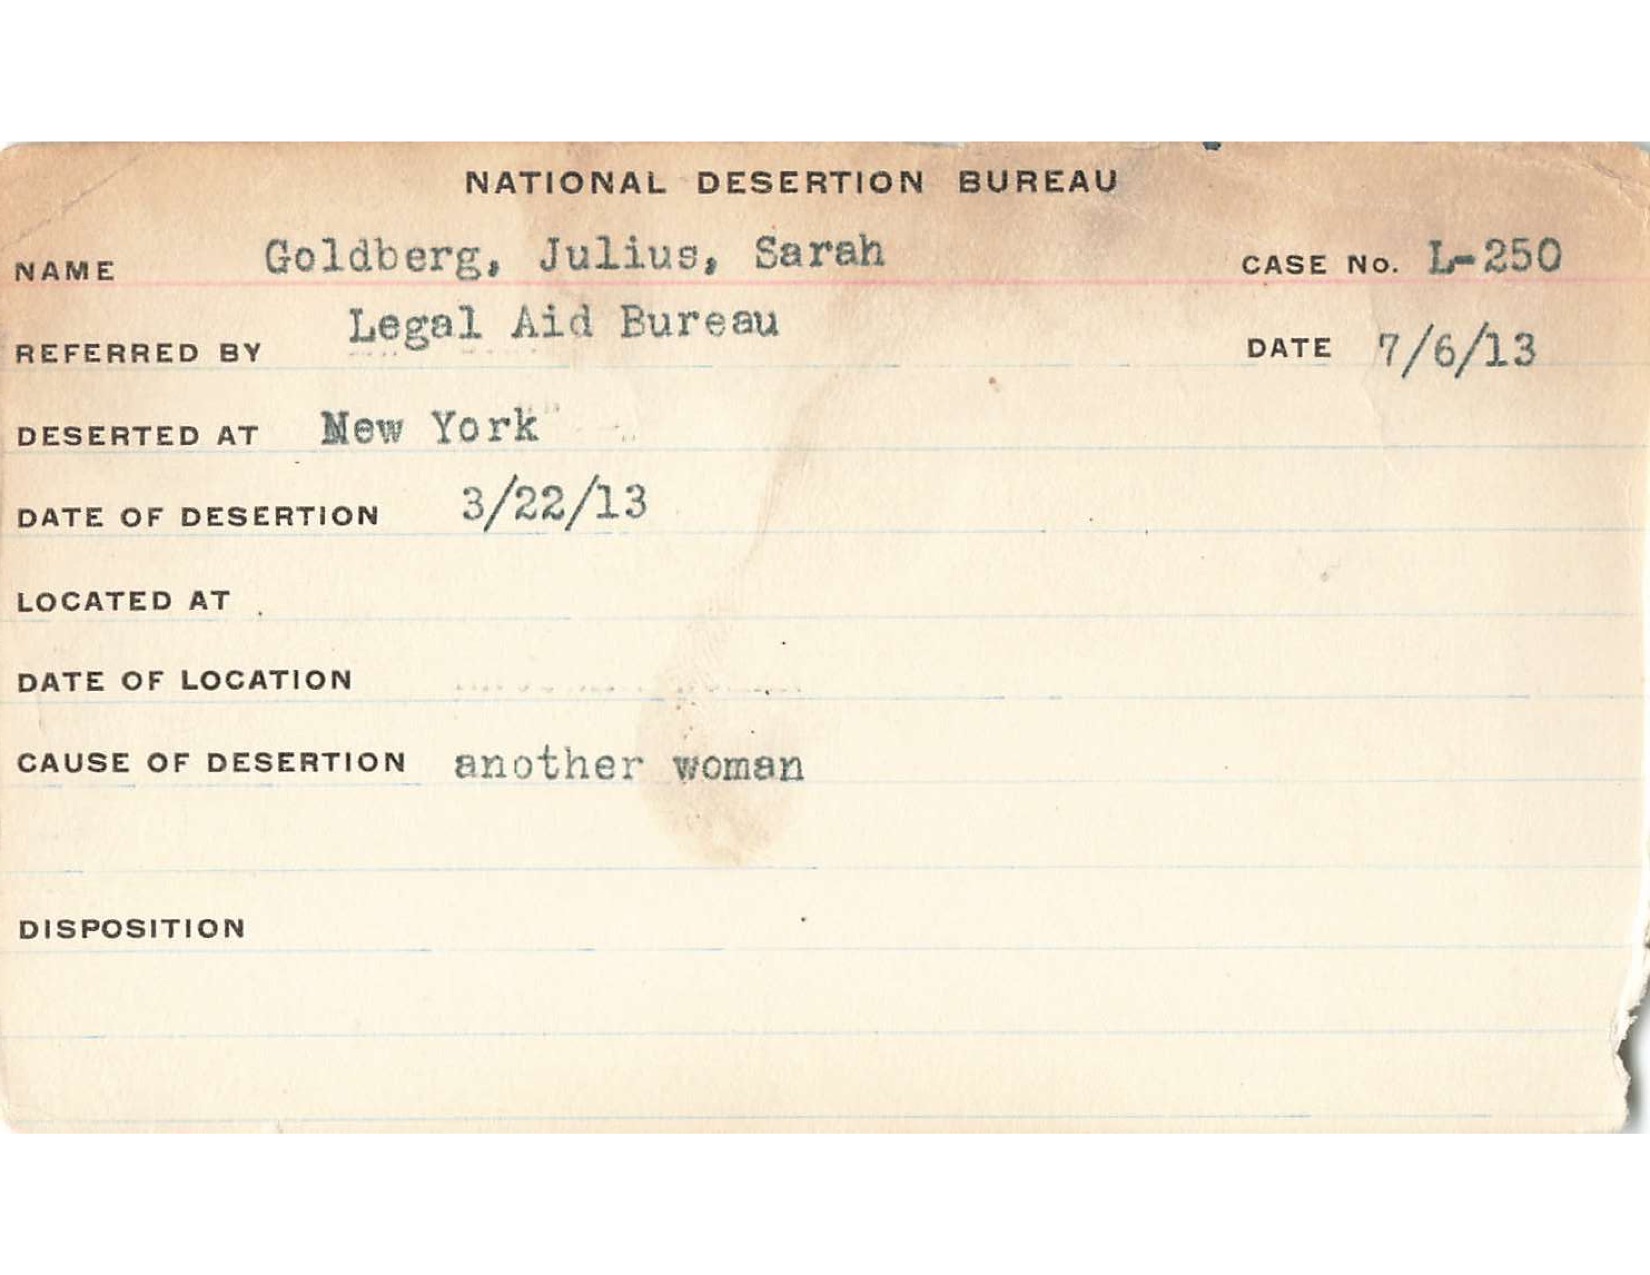 NATIONAL DESERTION BUREAU
NAME Goldberg, Julius, Sarah CASE No. L-250
REFERRED BY Legal Aid Bureau DATE 7/6/13
DESERTED AT New York
DATE OF DESERTION 3/22/13
LOCATED AT
DATE OF LOCATION
CAUSE OF DESERTION another woman
DISPOSITION